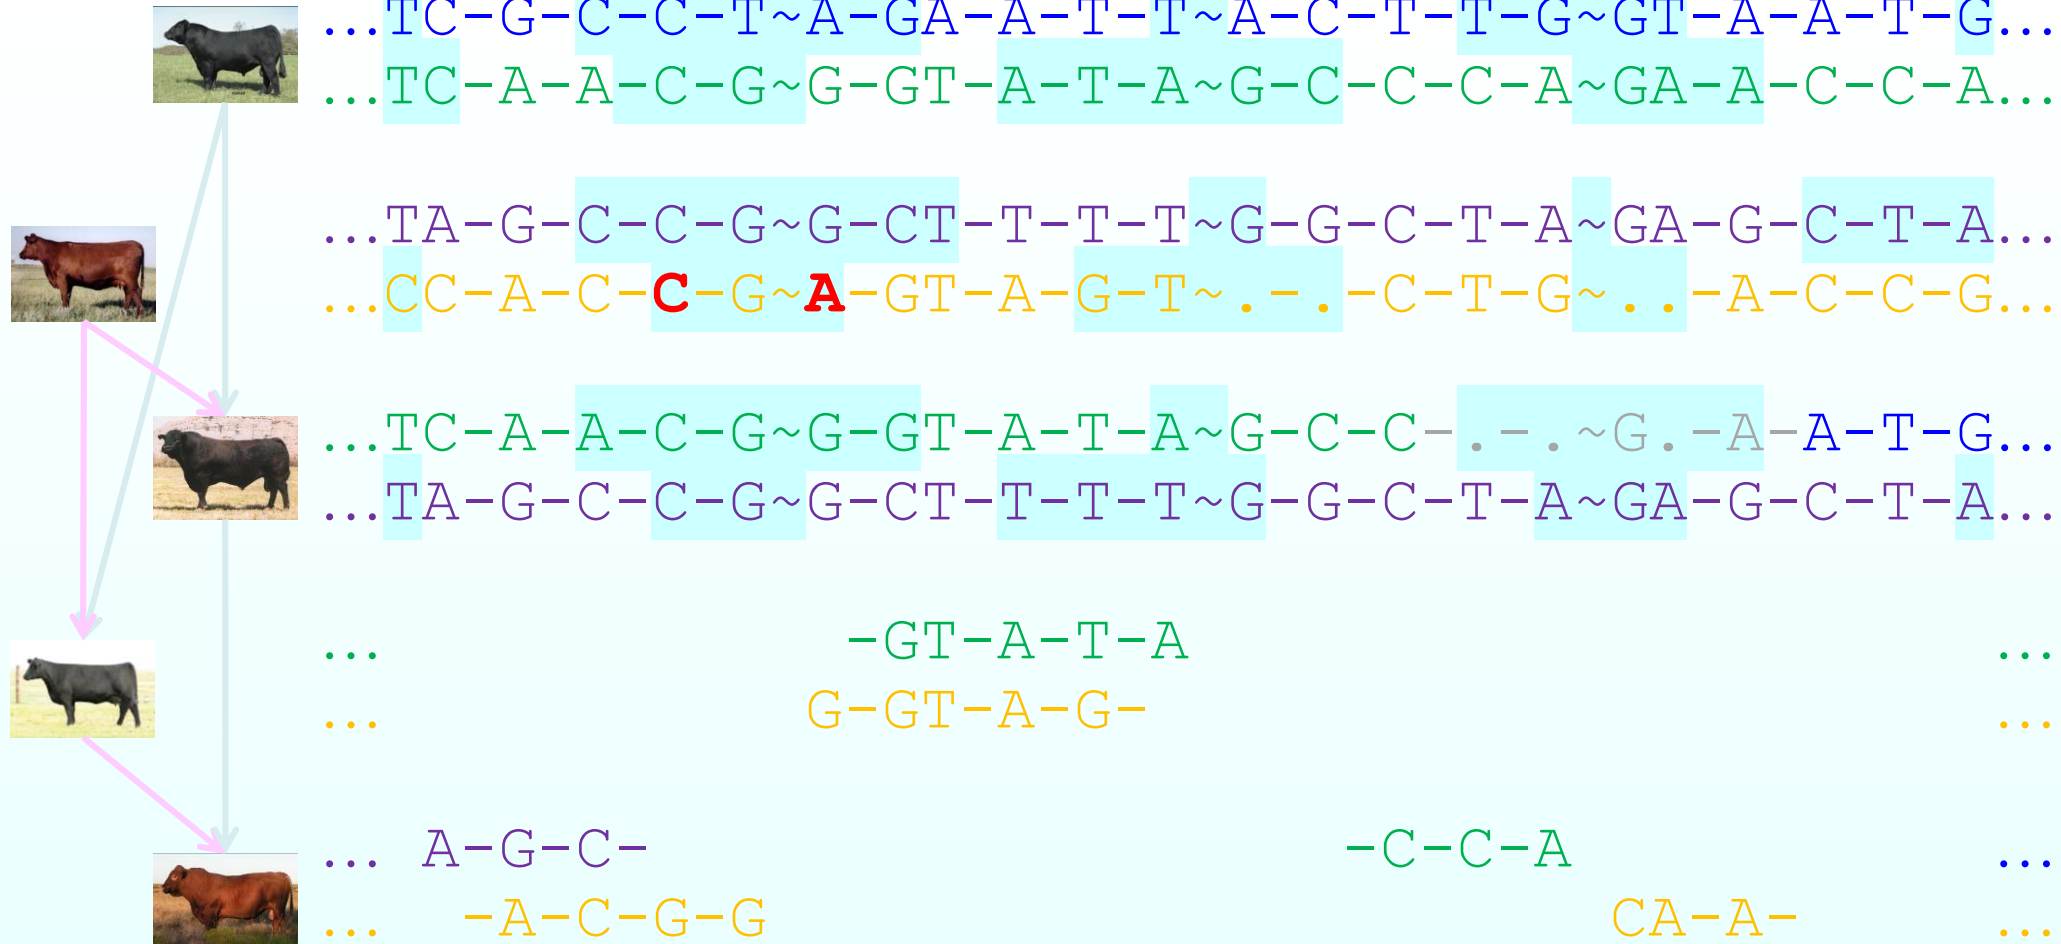 ...TC-G-C-C-T~A-GA-A-T-T~A-C-T-T-G~GT-A-A-T-G...
...TC-A-A-C-G~G-GT-A-T-A~G-C-C-C-A~GA-A-C-C-A...
...TA-G-C-C-G~G-CT-T-T-T~G-G-C-T-A~GA-G-C-T-A...
...CC-A-C-C-G~A-GT-A-G-T~.-.-C-T-G~..-A-C-C-G...
...TC-A-A-C-G~G-GT-A-T-A~G-C-C-.-.~G.-A-A-T-G...
...TA-G-C-C-G~G-CT-T-T-T~G-G-C-T-A~GA-G-C-T-A...
... -GT-A-T-A ...
... G-GT-A-G- ...
... A-G-C- -C-C-A ...
... -A-C-G-G CA-A- ...